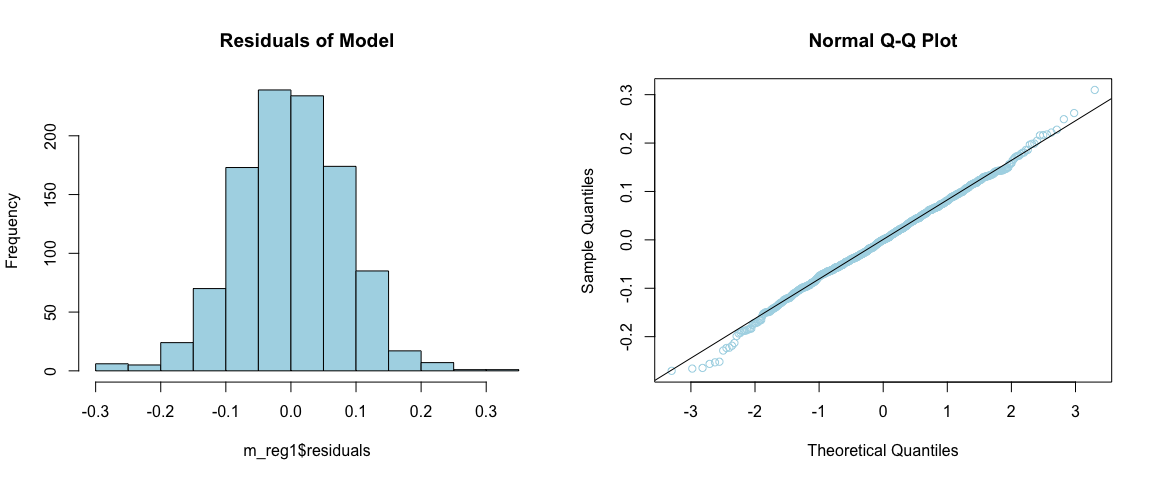 Residuals of Model
Frequency
0
50
100
150
200
-0.3 -0.2 -0.1 0.0 0.1 0.2 0.3
m_reg1$residuals
Normal Q-Q Plot
Sample Quantiles
-0.2
-0.1
0.0
0.1
0.2
0.3
-3 -2 -1 0 1 2 3
Theoretical Quantiles